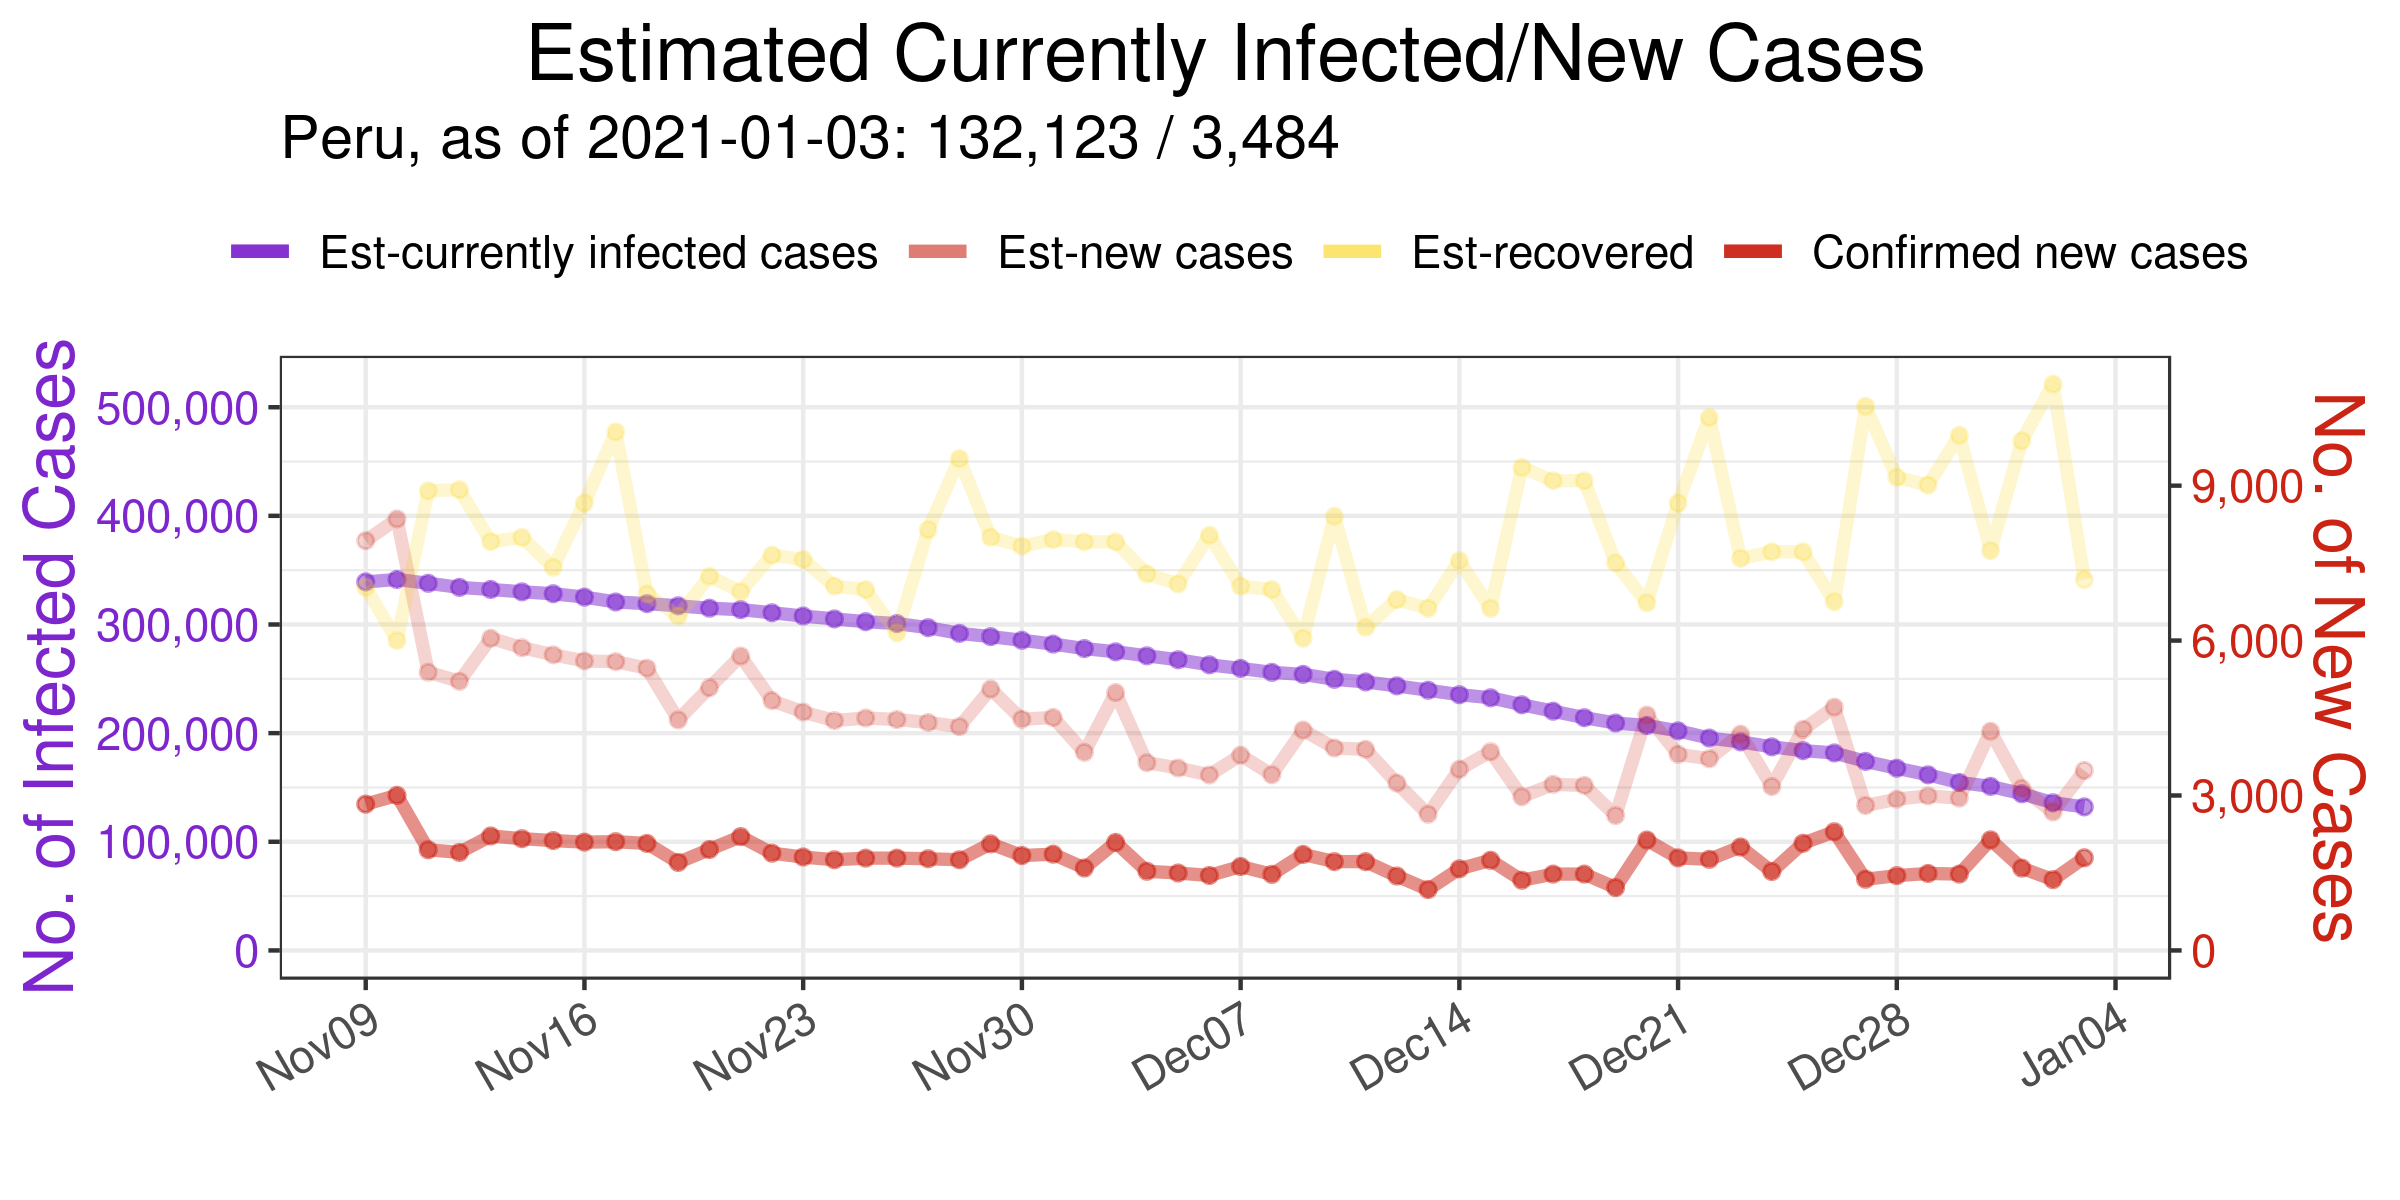 Estimated Currently Infected/New Cases
Peru, as of 2021-01-03: 132,123 / 3,484
Est-currently infected cases Est-new cases Est-recovered Confirmed new cases
No. of Infected Cases
500,000
400,000
300,000
200,000
100,000
0
9,000
6,000
3,000
0
No. of New Cases
Nov09 Nov16 Nov23 Nov30 Dec07 Dec14 Dec21 Dec28 Jan04